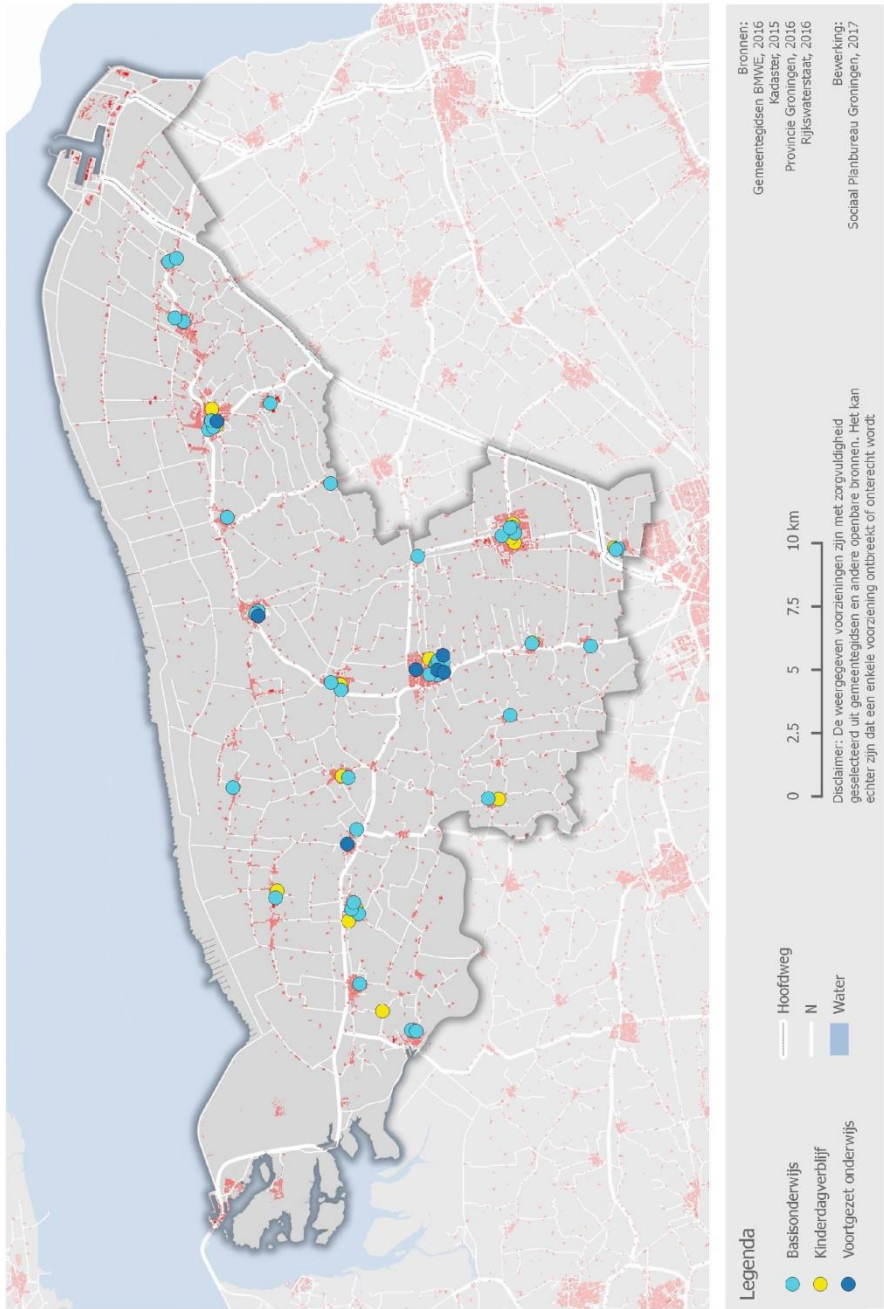 Legenda
Basisonderwijs
Kinderdagverblijf
Voortgezet onderwijs
Hoofdweg
N
Water
0 2.5 5 7.5 10 km
Disclaimer: De weergegeven voorzieningen zijn met zorgvuldigheid
geselecteerd uit gemeentegidsen en andere openbare bronnen. Het kan
echter zijn dat een enkele voorziening ontbreekt of onterecht wordt
Bronnen:
Gemeentegidsen BMWE, 2016
Kadaster, 2015
Provincie Groningen, 2016
Rijkswaterstaat, 2016
Bewerking:
Sociaal Planbureau Groningen, 2017